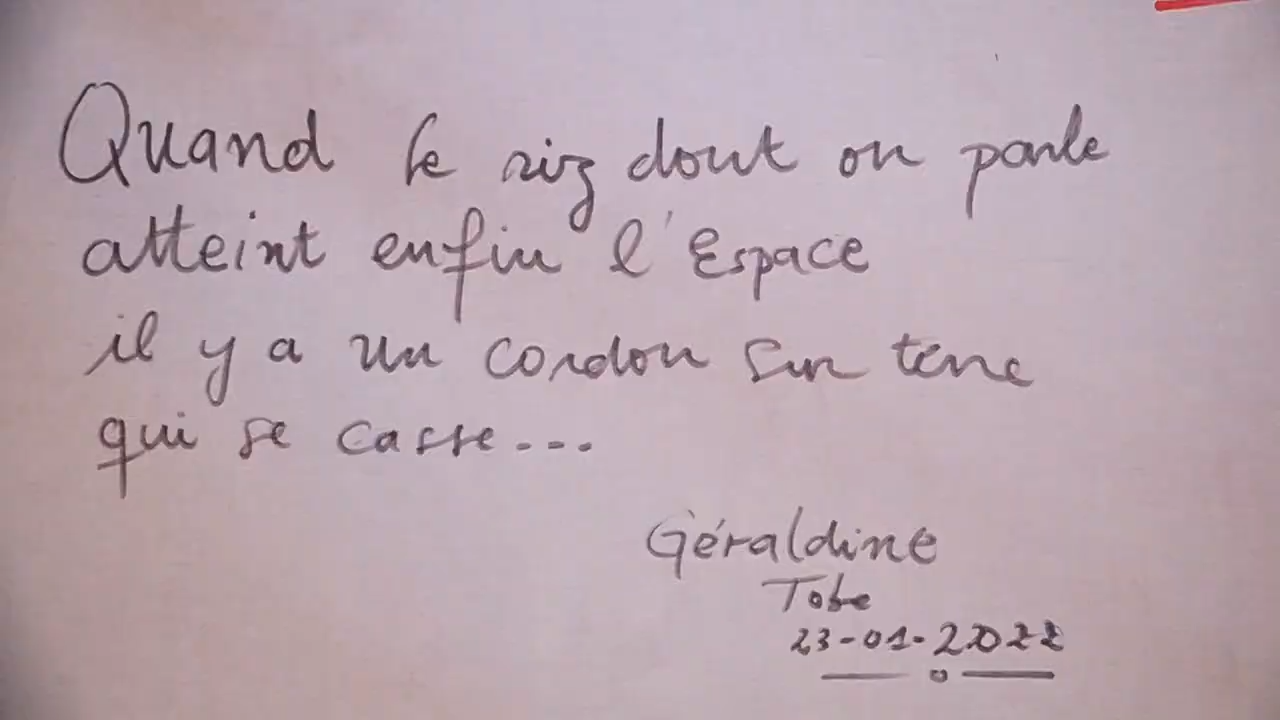 Quand le riz dont on parle
atteint enfin l'Espace
il y a un cordon sur terre
qui se casse...
Géraldine
Tobe
23-01-2022